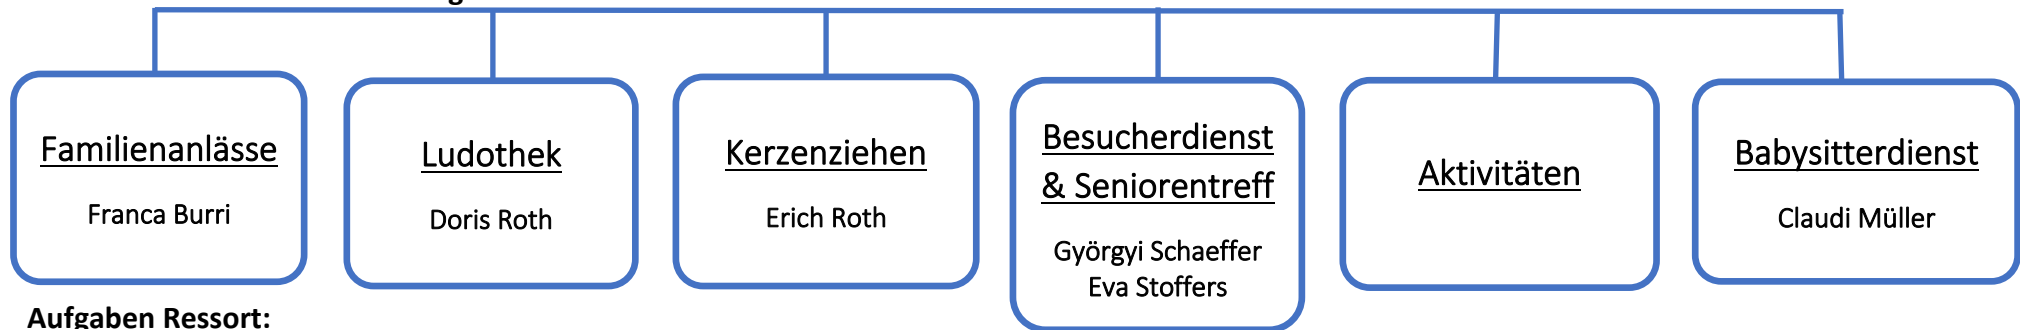 Familienanlässe
Franca Burri
Ludothek
Doris Roth
Kerzenziehen
Erich Roth
Besucherdienst
& Seniorentreff
Györgyi Schaeffer
Eva Stoffers
Aktivitäten
Babysitterdienst
Claudi Müller
Aufgaben Ressort: